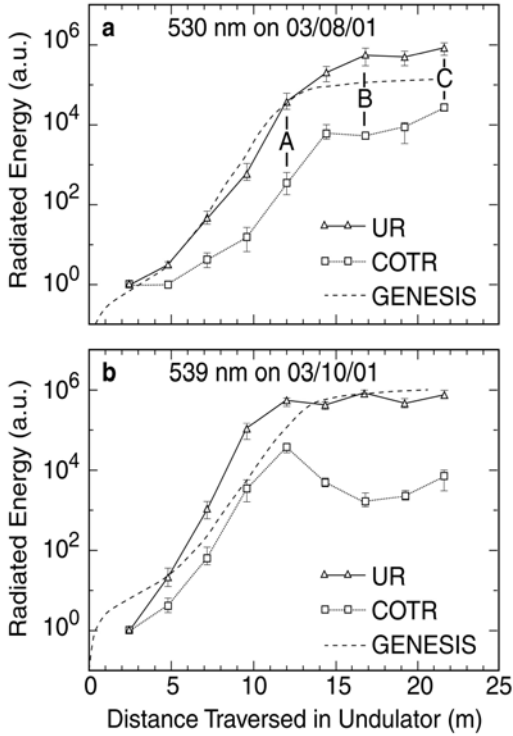 a 530 nm on 03/08/01
Radiated Energy (a.u.)
10^6
10^4
10^2
10^0
A
B
C
UR
COTR
GENESIS
b 539 nm on 03/10/01
Radiated Energy (a.u.)
10^6
10^4
10^2
10^0
UR
COTR
GENESIS
0 5 10 15 20 25
Distance Traversed in Undulator (m)